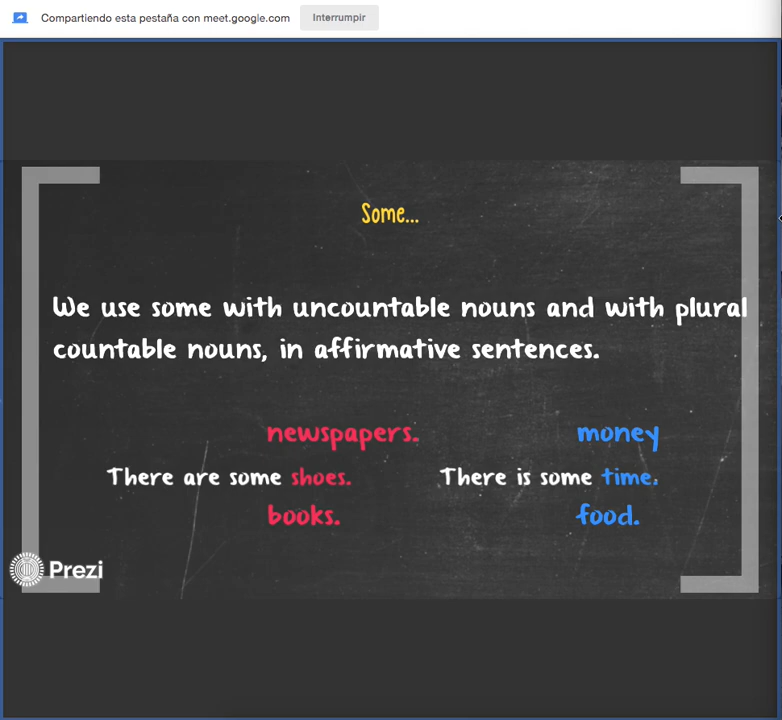 Compartiendo esta pestaña con meet.google.com Interrumpir
Some...
We use some with uncountable nouns and with plural
countable nouns, in affirmative sentences.
newspapers. money
There are some shoes. There is some time.
books. food.
Prezi